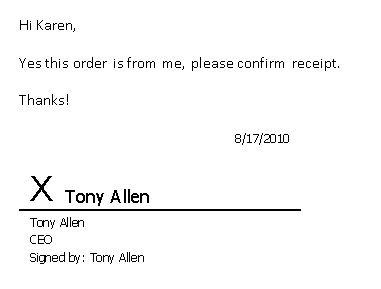 Hi Karen,
Yes this order is from me, please confirm receipt.
Thanks!
8/17/2010
X Tony Allen
Tony Allen
CEO
Signed by: Tony Allen